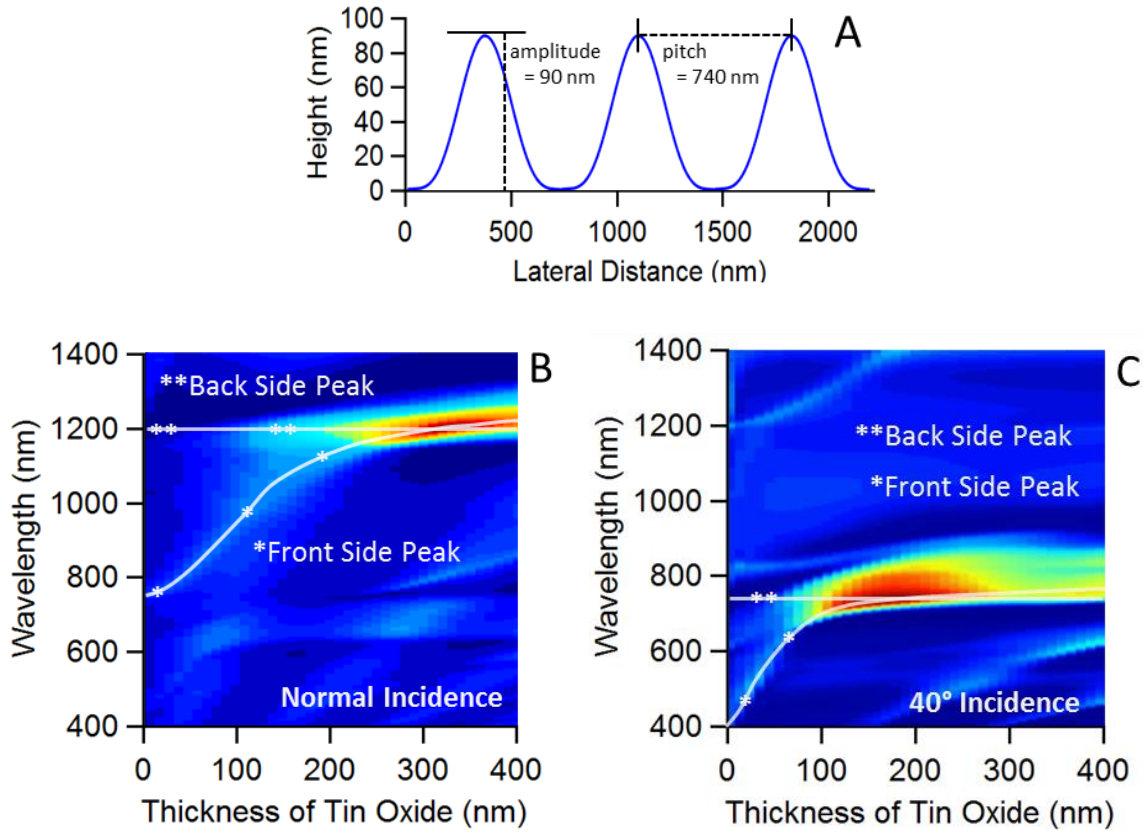 A
100
80
60
40
20
0
Height (nm)
amplitude
= 90 nm
pitch
= 740 nm
0 500 1000 1500 2000
Lateral Distance (nm)
B
1400
1200
1000
800
600
400
Wavelength (nm)
**Back Side Peak
**
**
*
*
*
*Front Side Peak
Normal Incidence
0 100 200 300 400
Thickness of Tin Oxide (nm)
C
1400
1200
1000
800
600
400
Wavelength (nm)
**Back Side Peak
*Front Side Peak
**
*
*
40° Incidence
0 100 200 300 400
Thickness of Tin Oxide (nm)